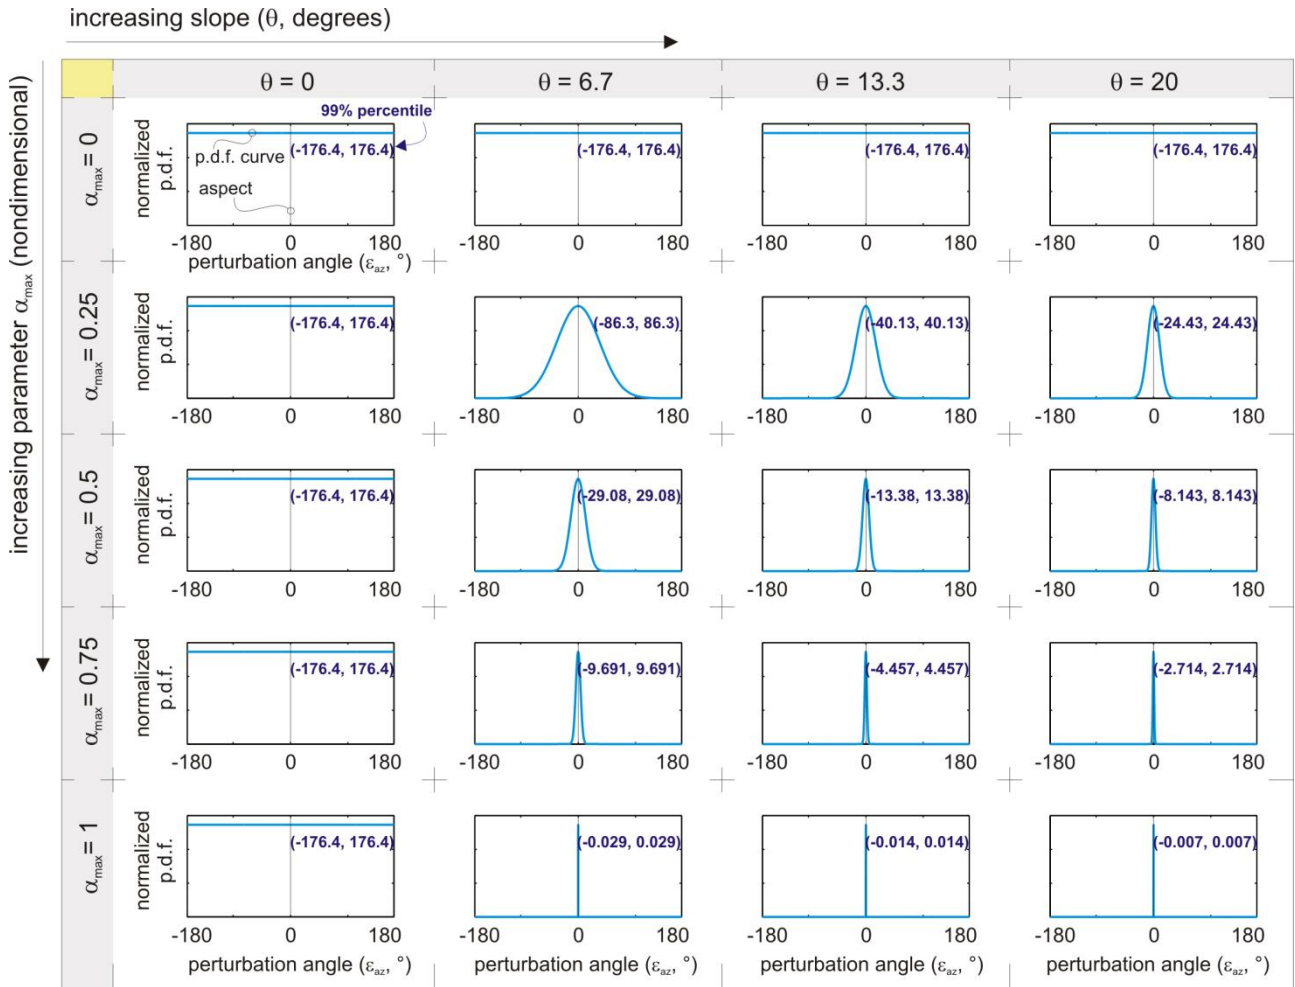 increasing slope (θ, degrees)
increasing parameter αmax (nondimensional)
θ = 0
θ = 6.7
θ = 13.3
θ = 20
αmax = 0
normalized
p.d.f.
99% percentile
(-176.4, 176.4)
p.d.f. curve
aspect
-180 0 180
perturbation angle (εaz, °)
(-176.4, 176.4)
-180 0 180
(-176.4, 176.4)
-180 0 180
(-176.4, 176.4)
-180 0 180
αmax = 0.25
normalized
p.d.f.
(-176.4, 176.4)
-180 0 180
(-86.3, 86.3)
-180 0 180
(-40.13, 40.13)
-180 0 180
(-24.43, 24.43)
-180 0 180
αmax = 0.5
normalized
p.d.f.
(-176.4, 176.4)
-180 0 180
(-29.08, 29.08)
-180 0 180
(-13.38, 13.38)
-180 0 180
(-8.143, 8.143)
-180 0 180
αmax = 0.75
normalized
p.d.f.
(-176.4, 176.4)
-180 0 180
(-9.691, 9.691)
-180 0 180
(-4.457, 4.457)
-180 0 180
(-2.714, 2.714)
-180 0 180
αmax = 1
normalized
p.d.f.
(-176.4, 176.4)
-180 0 180
perturbation angle (εaz, °)
(-0.029, 0.029)
-180 0 180
perturbation angle (εaz, °)
(-0.014, 0.014)
-180 0 180
perturbation angle (εaz, °)
(-0.007, 0.007)
-180 0 180
perturbation angle (εaz, °)